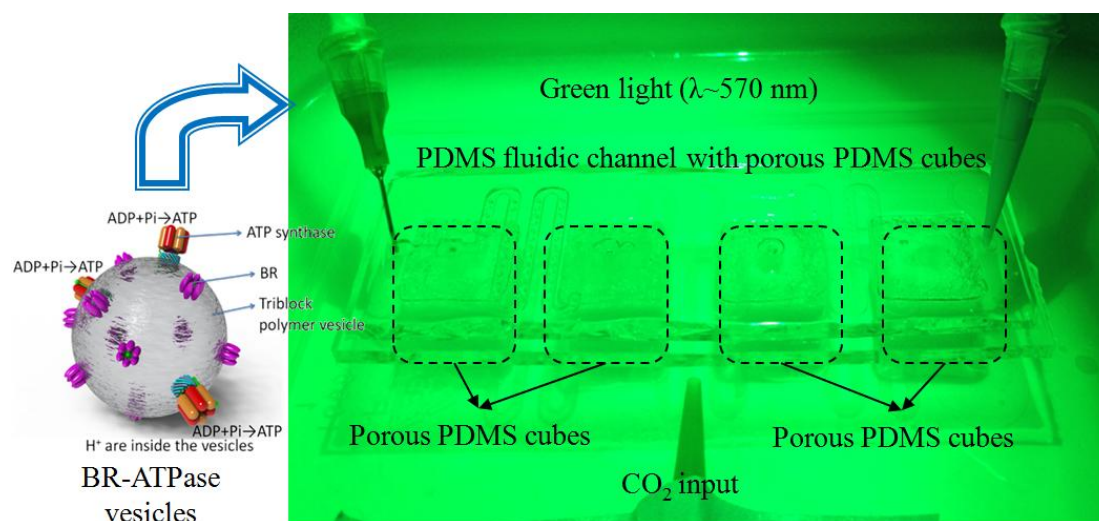 Green light (λ~570 nm)
PDMS fluidic channel with porous PDMS cubes
ADP+Pi→ATP
ATP synthase
ADP+Pi→ATP
BR
Triblock
polymer vesicle
ADP+Pi→ATP
H⁺ are inside the vesicles
BR-ATPase
vesicles
Porous PDMS cubes
Porous PDMS cubes
CO₂ input